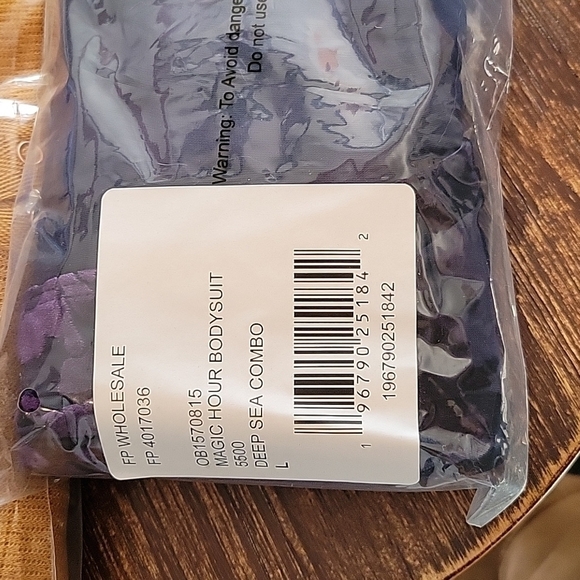 Warning: To Avoid dange
Do not use
FP WHOLESALE
FP 4017036
OB1570815
MAGIC HOUR BODYSUIT
5500
DEEP SEA COMBO
L
1 96790 25184 2
196790251842